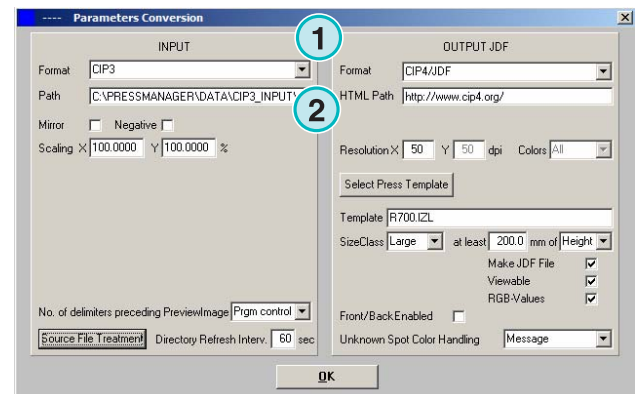 ---- Parameters Conversion
INPUT
Format CIP3
Path C:\PRESSMANAGER\DATA\CIP3_INPUT\
Mirror Negative
Scaling X 100.0000 Y 100.0000 %
No. of delimiters preceding PreviewImage Prgm control
Source File Treatment Directory Refresh Interv. 60 sec
1
2
OUTPUT JDF
Format CIP4/JDF
HTML Path http://www.cip4.org/
Resolution X 50 Y 50 dpi Colors All
Select Press Template
Template R700.IZL
SizeClass Large at least 200.0 mm of Height
Make JDF File
Viewable
RGB-Values
Front/Back Enabled
Unknown Spot Color Handling Message
OK